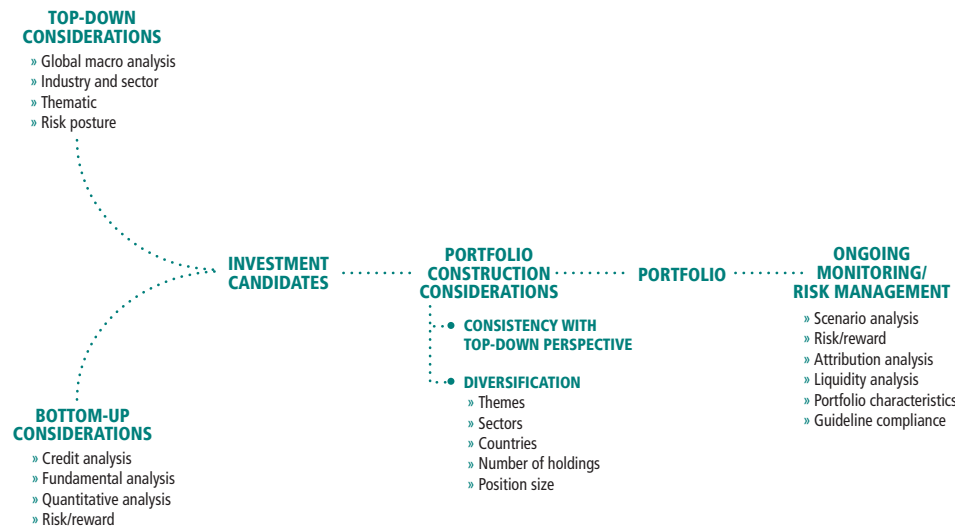 TOP-DOWN
CONSIDERATIONS
» Global macro analysis
» Industry and sector
» Thematic
» Risk posture
BOTTOM-UP
CONSIDERATIONS
» Credit analysis
» Fundamental analysis
» Quantitative analysis
» Risk/reward
INVESTMENT
CANDIDATES
PORTFOLIO
CONSTRUCTION
CONSIDERATIONS
• CONSISTENCY WITH
TOP-DOWN PERSPECTIVE
• DIVERSIFICATION
» Themes
» Sectors
» Countries
» Number of holdings
» Position size
PORTFOLIO
ONGOING
MONITORING/
RISK MANAGEMENT
» Scenario analysis
» Risk/reward
» Attribution analysis
» Liquidity analysis
» Portfolio characteristics
» Guideline compliance